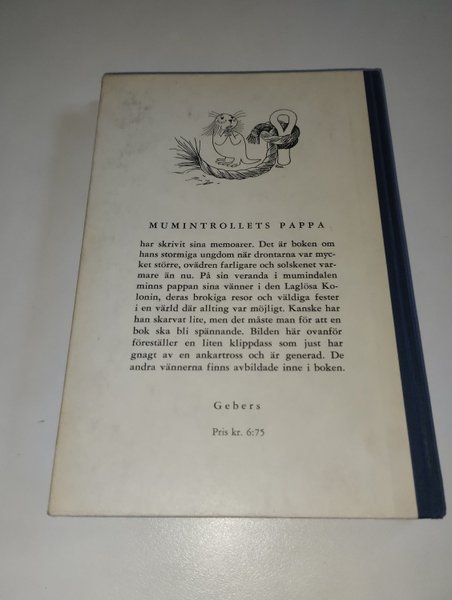 MUMINTROLLETS PAPPA
har skrivit sina memoarer. Det är boken om
hans stormiga ungdom när drontarna var myc-
ket större, ovädren farligare och solskenet var-
mare än nu. På sin veranda i mumindalen
minns pappan sina vänner i den Laglösa Ko-
lonin, deras brokiga resor och väldiga fester
i en värld där allting var möjligt. Kanske har
han skarvat lite, men det måste man för att en
bok ska bli spännande. Bilden här ovanför
föreställer en liten klippdass som just har
gnagt av en ankartross och är generad. De
andra vännerna finns avbildade inne i boken.
Gebers
Pris kr. 6:75